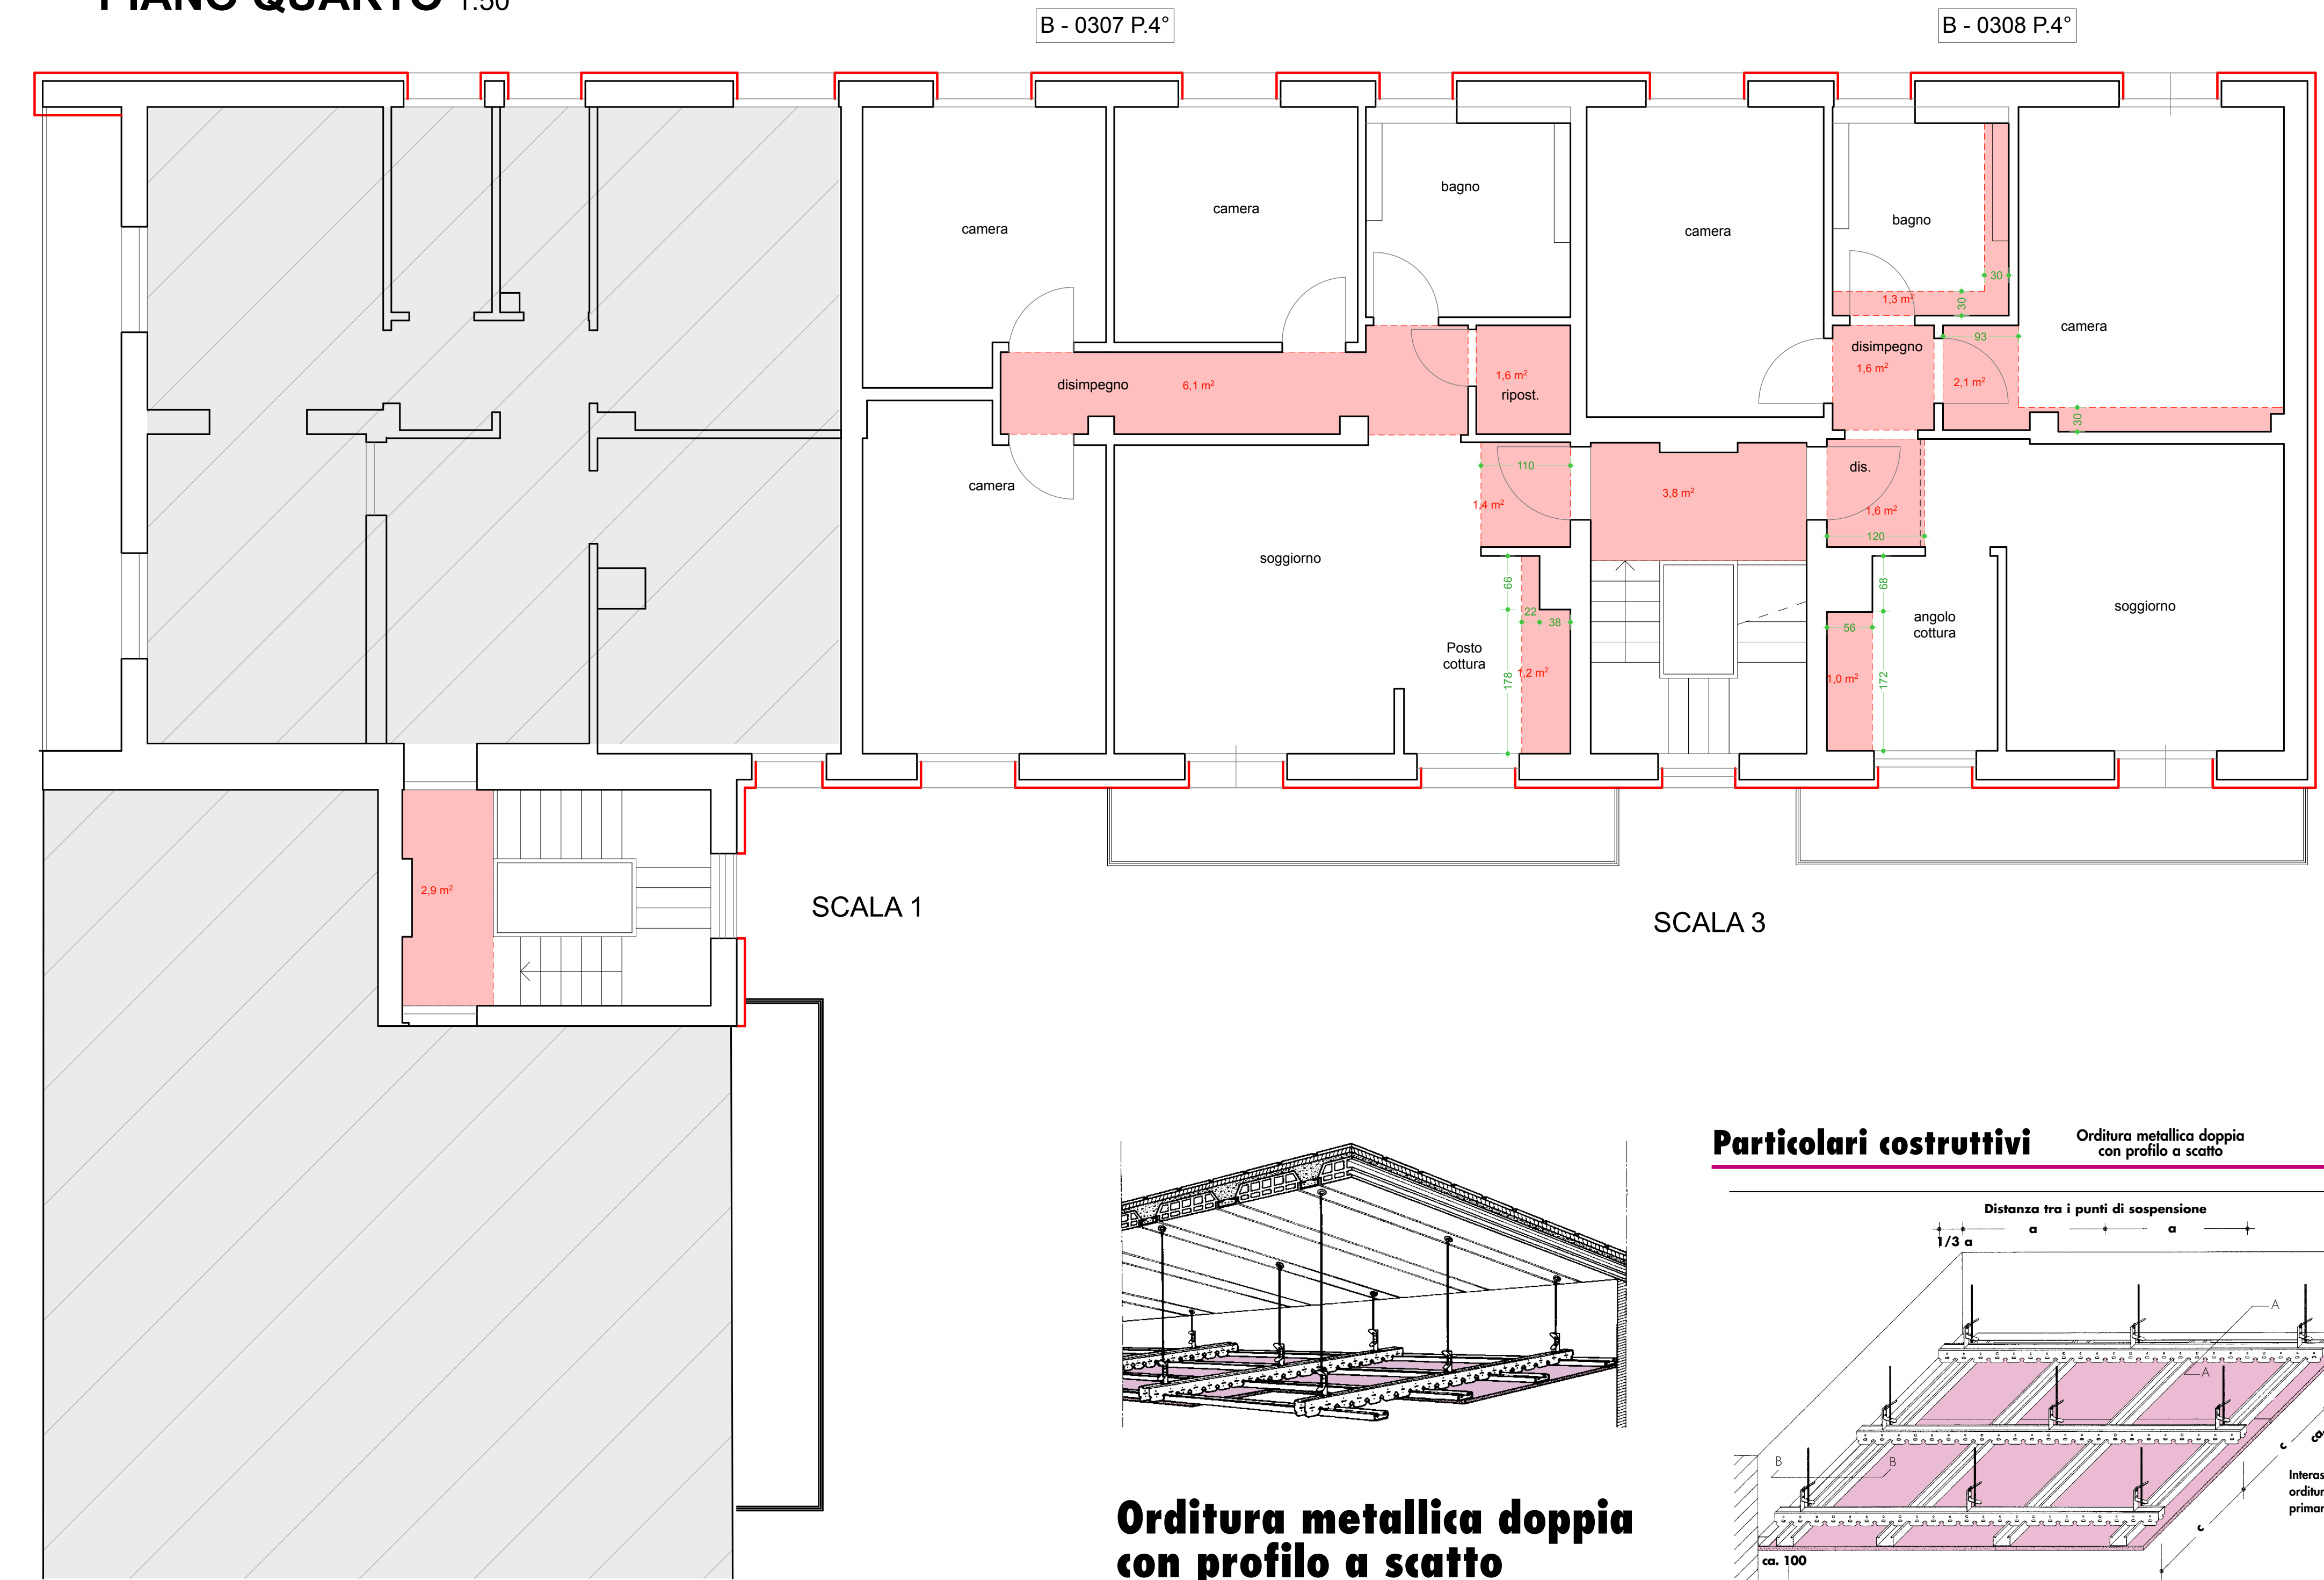 PIANO QUARTO 1:50
B - 0307 P.4°
B - 0308 P.4°
camera
camera
bagno
camera
bagno
camera
30
30
1,3 m²
disimpegno
6,1 m²
1,6 m²
ripost.
disimpegno
1,6 m²
93
2,1 m²
30
camera
soggiorno
110
1,4 m²
3,8 m²
dis.
1,6 m²
120
66
22
38
178
1,2 m²
Posto
cottura
68
56
172
1,0 m²
angolo
cottura
soggiorno
2,9 m²
SCALA 1
SCALA 3
Orditura metallica doppia
con profilo a scatto
Particolari costruttivi
Orditura metallica doppia
con profilo a scatto
Distanza tra i punti di sospensione
1/3 a
a
a
A
A
B
B
c
c
ca.
ca. 100